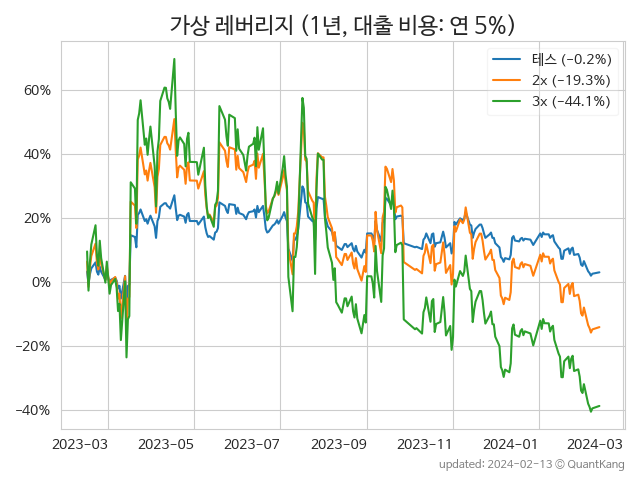 가상 레버리지 (1년, 대출 비용: 연 5%)
테스 (−0.2%)
2x (−19.3%)
3x (−44.1%)
60%
40%
20%
0%
−20%
−40%
2023-03
2023-05
2023-07
2023-09
2023-11
2024-01
2024-03
updated: 2024-02-13 © QuantKang